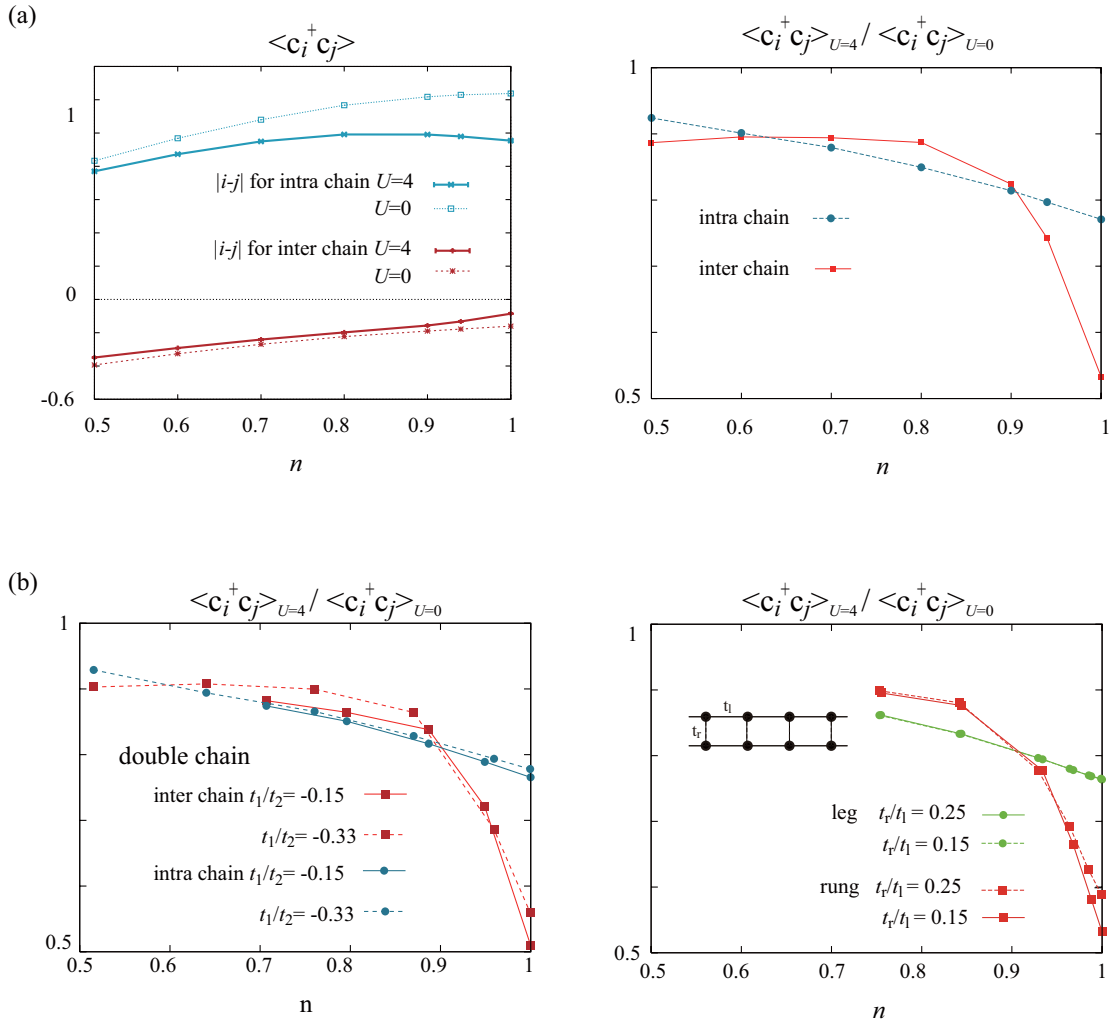 (a)
<c_i^+ c_j>
1
0
-0.6
|i-j| for intra chain U=4
U=0
|i-j| for inter chain U=4
U=0
0.5 0.6 0.7 0.8 0.9 1
n
<c_i^+ c_j>_{U=4} / <c_i^+ c_j>_{U=0}
1
0.5
intra chain
inter chain
0.5 0.6 0.7 0.8 0.9 1
n
(b)
<c_i^+ c_j>_{U=4} / <c_i^+ c_j>_{U=0}
1
0.5
double chain
inter chain t_1/t_2= -0.15
t_1/t_2= -0.33
intra chain t_1/t_2= -0.15
t_1/t_2= -0.33
0.5 0.6 0.7 0.8 0.9 1
n
<c_i^+ c_j>_{U=4} / <c_i^+ c_j>_{U=0}
1
0.5
t_l
t_r
leg t_r/t_l = 0.25
t_r/t_l = 0.15
rung t_r/t_l = 0.25
t_r/t_l = 0.15
0.5 0.6 0.7 0.8 0.9 1
n